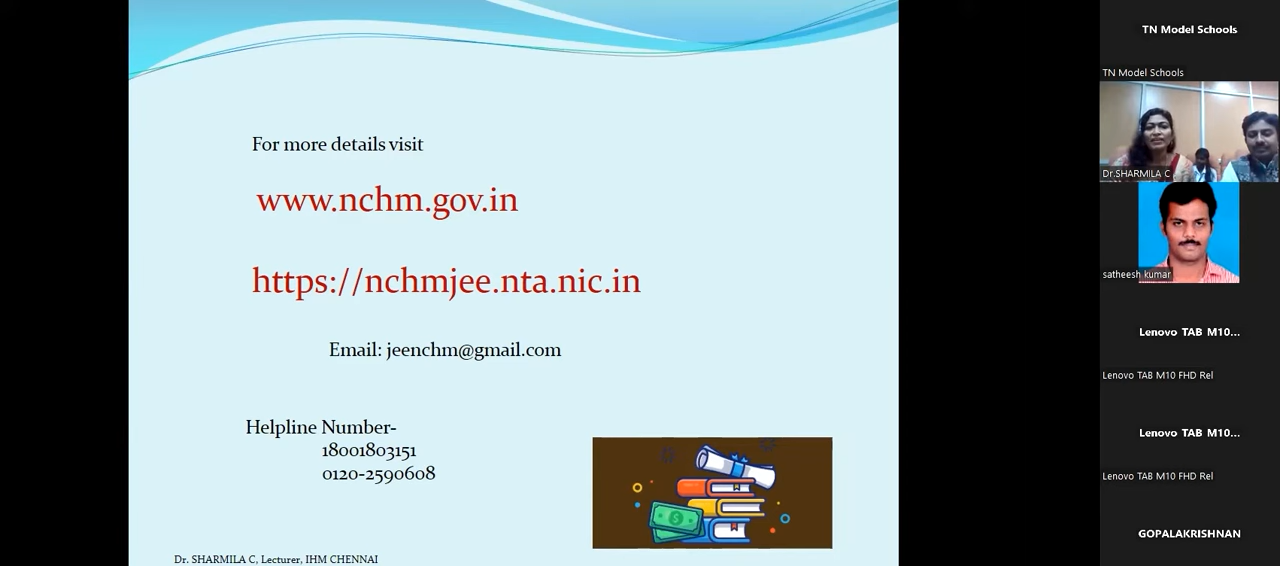 For more details visit
www.nchm.gov.in
https://nchmjee.nta.nic.in
Email: jeenchm@gmail.com
Helpline Number-
18001803151
0120-2590608
Dr. SHARMILA C, Lecturer, IHM CHENNAI
TN Model Schools
TN Model Schools
Dr.SHARMILA C
satheesh kumar
Lenovo TAB M10...
Lenovo TAB M10 FHD Rel
Lenovo TAB M10...
Lenovo TAB M10 FHD Rel
GOPALAKRISHNAN